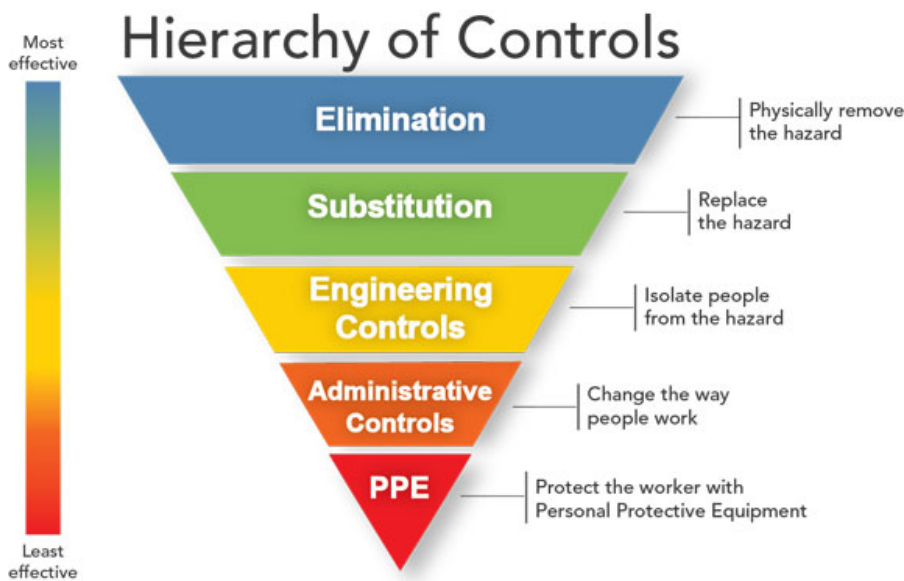 Hierarchy of Controls
Most
effective
Elimination
Physically remove
the hazard
Substitution
Replace
the hazard
Engineering
Controls
Isolate people
from the hazard
Administrative
Controls
Change the way
people work
PPE
Protect the worker with
Personal Protective Equipment
Least
effective